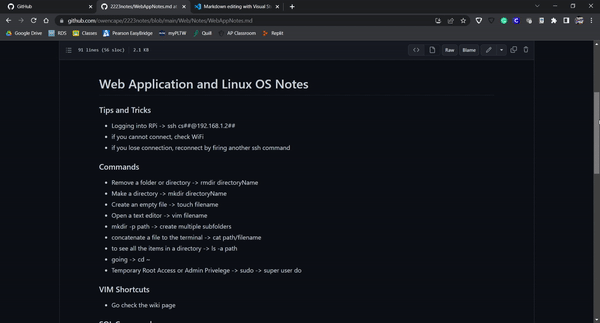 GitHub
2223notes/WebAppNotes.md at
Markdown editing with Visual St
github.com/owencape/2223notes/blob/main/Web/Notes/WebAppNotes.md
Google Drive
RDS
Classes
Pearson EasyBridge
myPLTW
Quill
AP Classroom
Replit
91 lines (56 sloc) 2.1 KB
Raw
Blame
Web Application and Linux OS Notes
Tips and Tricks
Logging into RPi -> ssh cs##@192.168.1.2##
if you cannot connect, check WiFi
if you lose connection, reconnect by firing another ssh command
Commands
Remove a folder or directory -> rmdir directoryName
Make a directory -> mkdir directoryName
Create an empty file -> touch filename
Open a text editor -> vim filename
mkdir -p path -> create multiple subfolders
concatenate a file to the terminal -> cat path/filename
to see all the items in a directory -> ls -a path
going -> cd ~
Temporary Root Access or Admin Privelege -> sudo -> super user do
VIM Shortcuts
Go check the wiki page